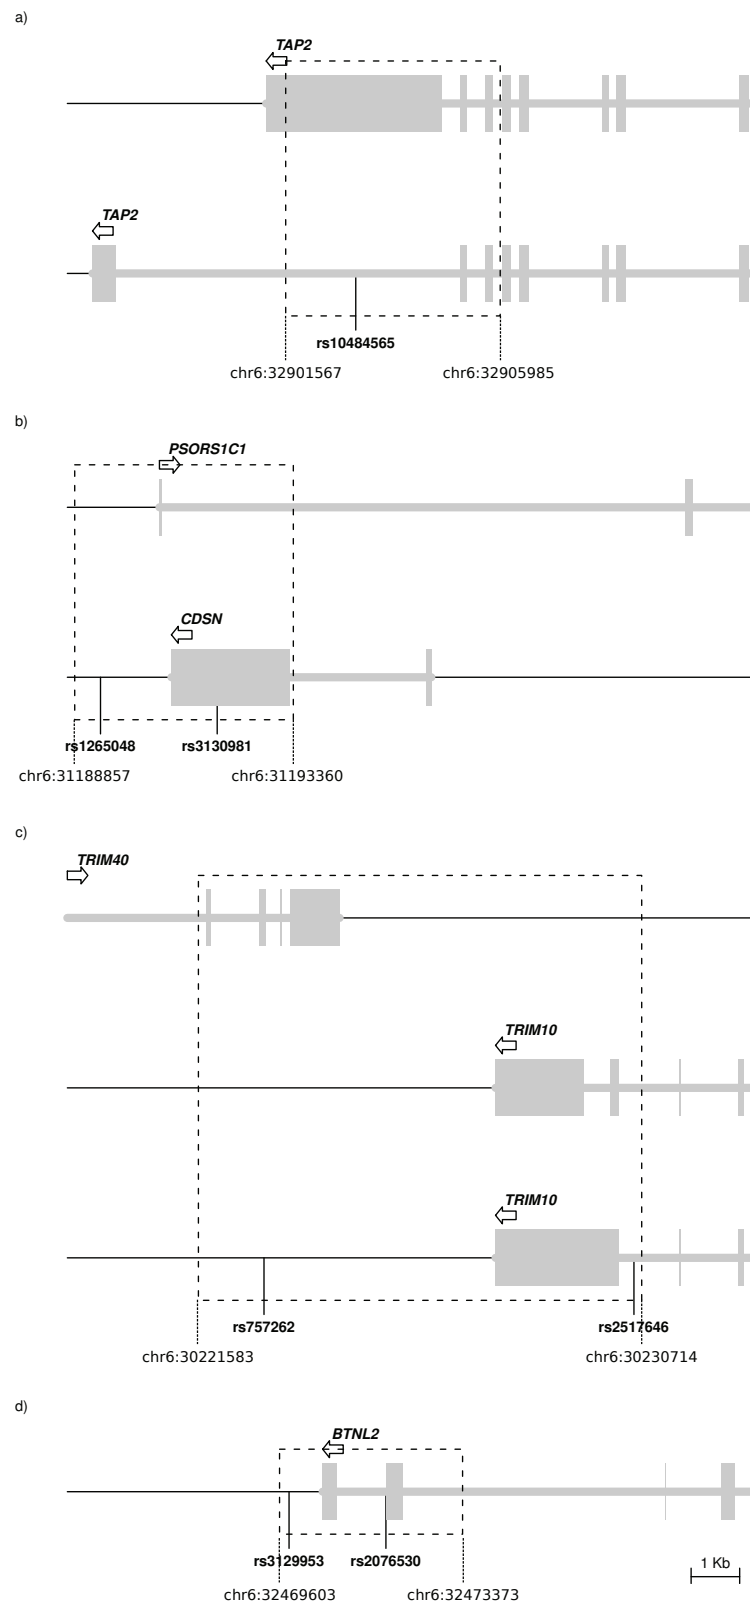 a)
TAP2
TAP2
rs10484565
chr6:32901567 chr6:32905985
b)
PSORS1C1
CDSN
rs1265048 rs3130981
chr6:31188857 chr6:31193360
c)
TRIM40
TRIM10
TRIM10
rs757262 rs2517646
chr6:30221583 chr6:30230714
d)
BTNL2
rs3129953 rs2076530
1 Kb
chr6:32469603 chr6:32473373